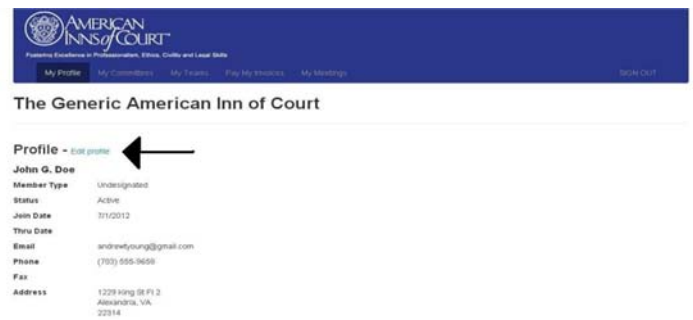 AMERICAN
INNS of COURT
Fostering Excellence in Professionalism, Ethics, Civility and Legal Skills
My Profile My Committees My Teams Pay My Invoices My Meetings SIGN OUT
The Generic American Inn of Court
Profile - Edit profile
John G. Doe
Member Type Undesignated
Status Active
Join Date 7/1/2012
Thru Date
Email andrewtyoung@gmail.com
Phone (703) 555-9658
Fax
Address 1229 King St Fl 2
Alexandria, VA
22314